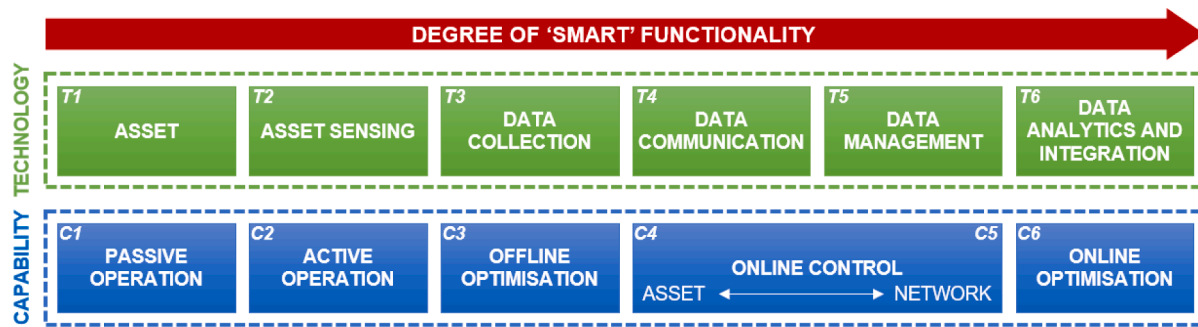 DEGREE OF ‘SMART’ FUNCTIONALITY
TECHNOLOGY
T1
ASSET
T2
ASSET SENSING
T3
DATA
COLLECTION
T4
DATA
COMMUNICATION
T5
DATA
MANAGEMENT
T6
DATA
ANALYTICS AND
INTEGRATION
CAPABILITY
C1
PASSIVE
OPERATION
C2
ACTIVE
OPERATION
C3
OFFLINE
OPTIMISATION
C4
C5
ONLINE CONTROL
ASSET NETWORK
C6
ONLINE
OPTIMISATION